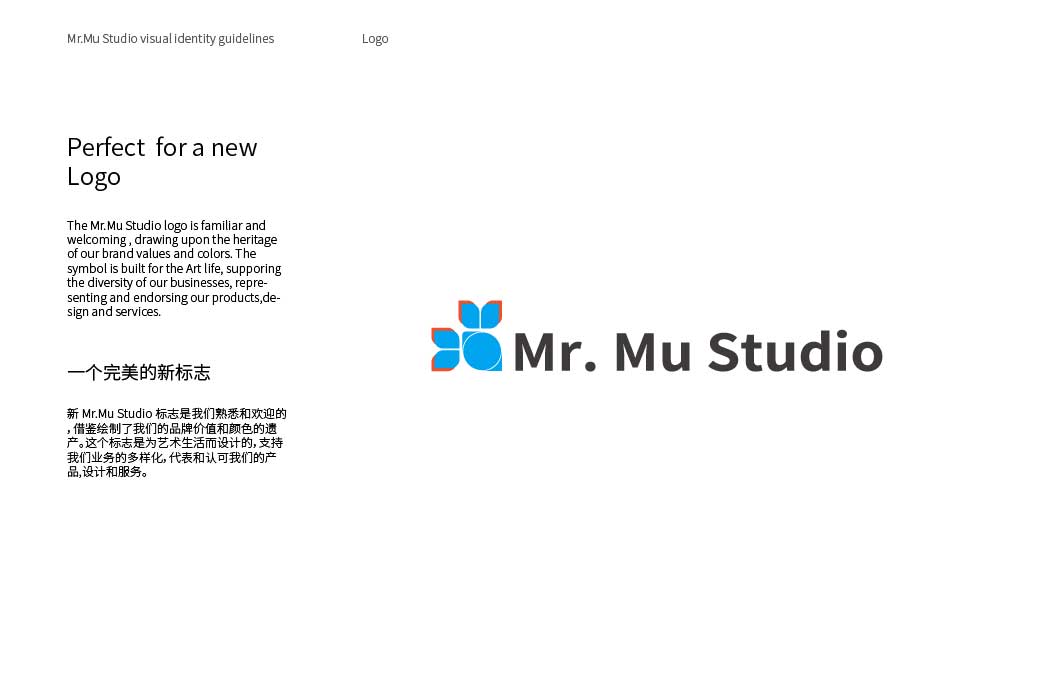 Mr.Mu Studio visual identity guidelines
Logo
Perfect for a new
Logo
The Mr.Mu Studio logo is familiar and
welcoming , drawing upon the heritage
of our brand values and colors. The
symbol is built for the Art life, supporing
the diversity of our businesses, repre-
senting and endorsing our products,de-
sign and services.
一个完美的新标志
新 Mr.Mu Studio 标志是我们熟悉和欢迎的
，借鉴绘制了我们的品牌价值和颜色的遗
产。这个标志是为艺术生活而设计的，支持
我们业务的多样化，代表和认可我们的产
品,设计和服务。
Mr. Mu Studio